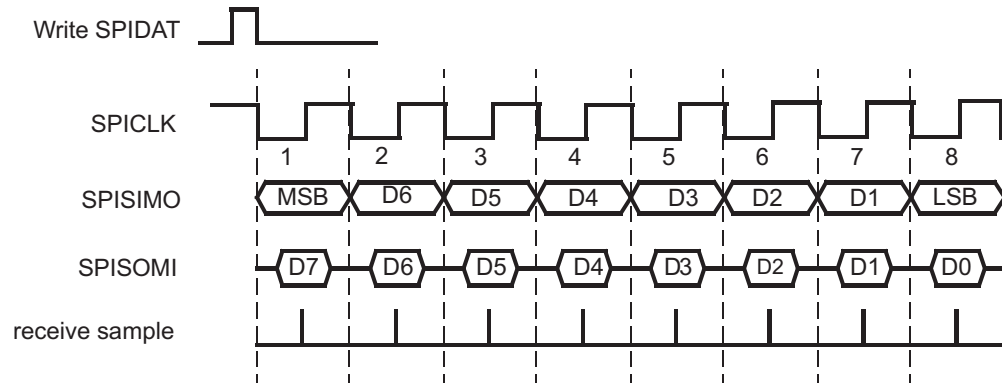 Write SPIDAT
SPICLK
1 2 3 4 5 6 7 8
SPISIMO MSB D6 D5 D4 D3 D2 D1 LSB
SPISOMI D7 D6 D5 D4 D3 D2 D1 D0
receive sample